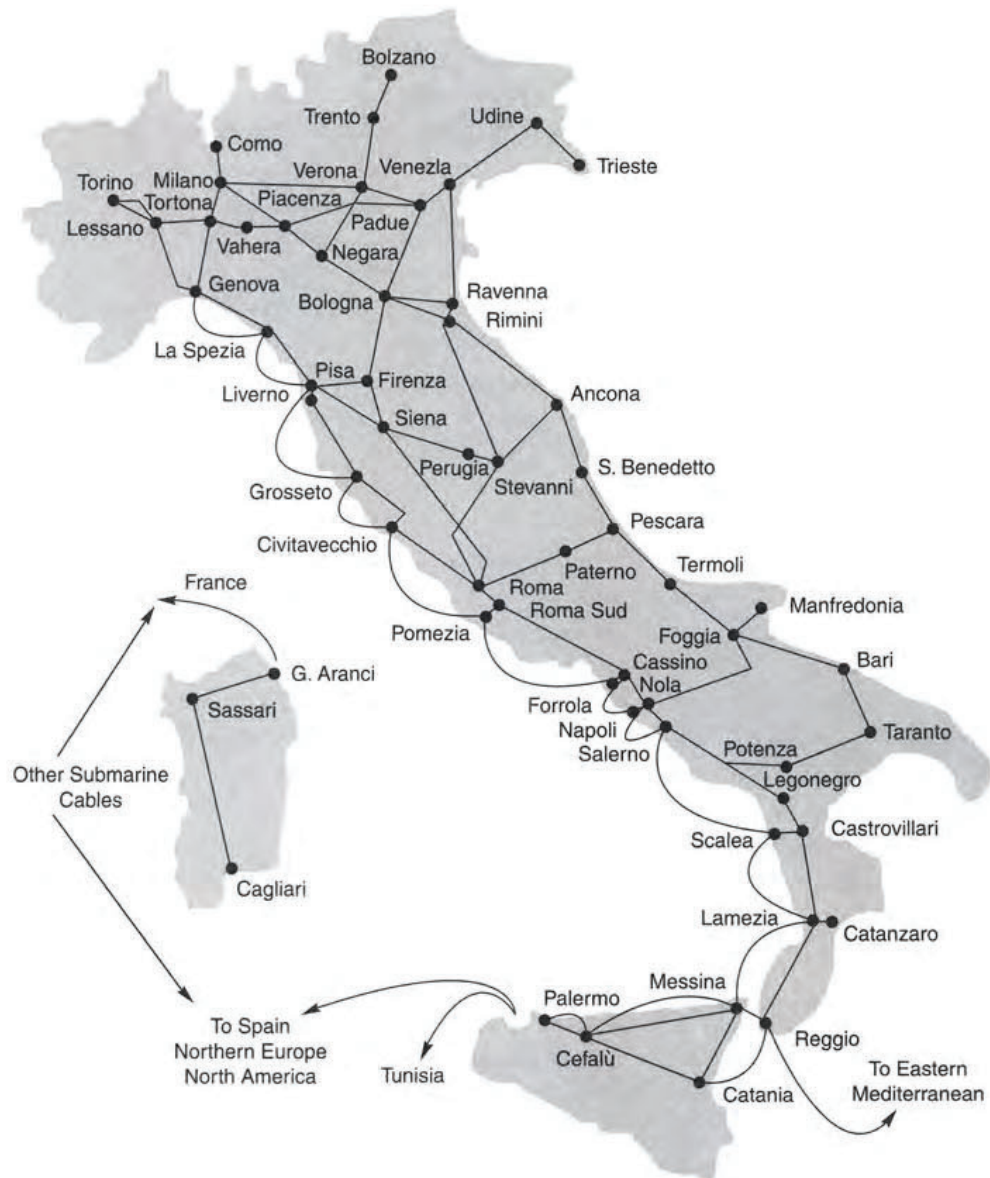 Bolzano
Trento
Udine
Como
Verona
Venezla
Trieste
Torino
Milano
Piacenza
Tortona
Padue
Lessano
Vahera
Negara
Genova
Bologna
Ravenna
Rimini
La Spezia
Pisa
Firenza
Liverno
Ancona
Siena
Perugia
S. Benedetto
Stevanni
Grosseto
Civitavecchio
Pescara
Paterno
Termoli
France
Roma
Roma Sud
Manfredonia
Pomezia
Foggia
G. Aranci
Cassino
Bari
Nola
Forrola
Sassari
Napoli
Salerno
Taranto
Potenza
Legonegro
Other Submarine
Cables
Scalea
Castrovillari
Cagliari
Lamezia
Catanzaro
Messina
Palermo
To Spain
Northern Europe
North America
Reggio
Cefalù
Tunisia
Catania
To Eastern
Mediterranean